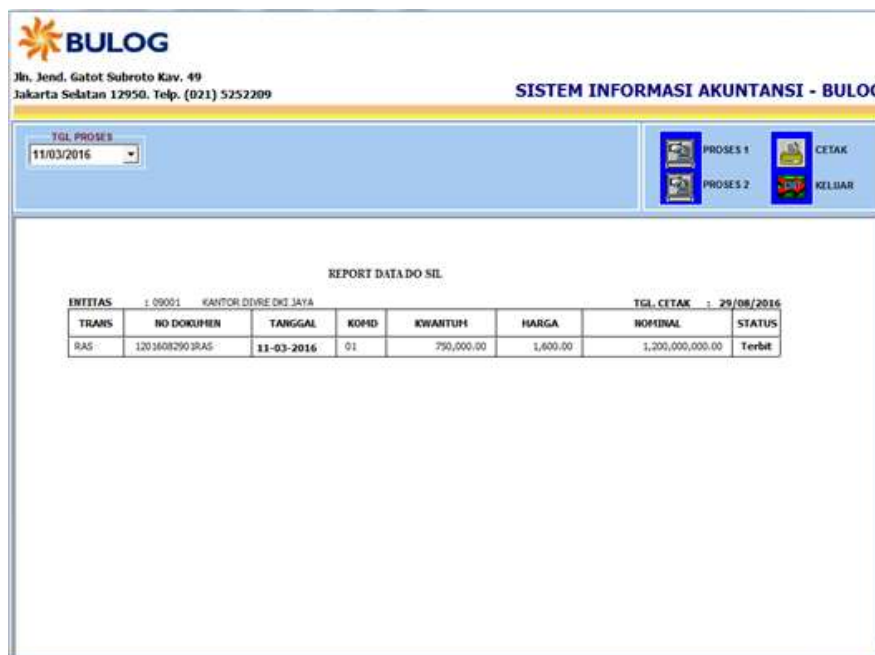 BULOG
Jln. Jend. Gatot Subroto Kav. 49
Jakarta Selatan 12950. Telp. (021) 5252209
SISTEM INFORMASI AKUNTANSI - BULOG
TGL PROSES
11/03/2016
PROSES 1
CETAK
PROSES 2
KELUAR
REPORT DATA DO SIL
ENTITAS : 09001 KANTOR DIVRE DKI JAYA TGL. CETAK : 29/08/2016
TRANS NO DOKUMEN TANGGAL KOMD KWANTUM HARGA NOMINAL STATUS
RAS 12016082901RAS 11-03-2016 01 750,000.00 1,600.00 1,200,000,000.00 Terbit